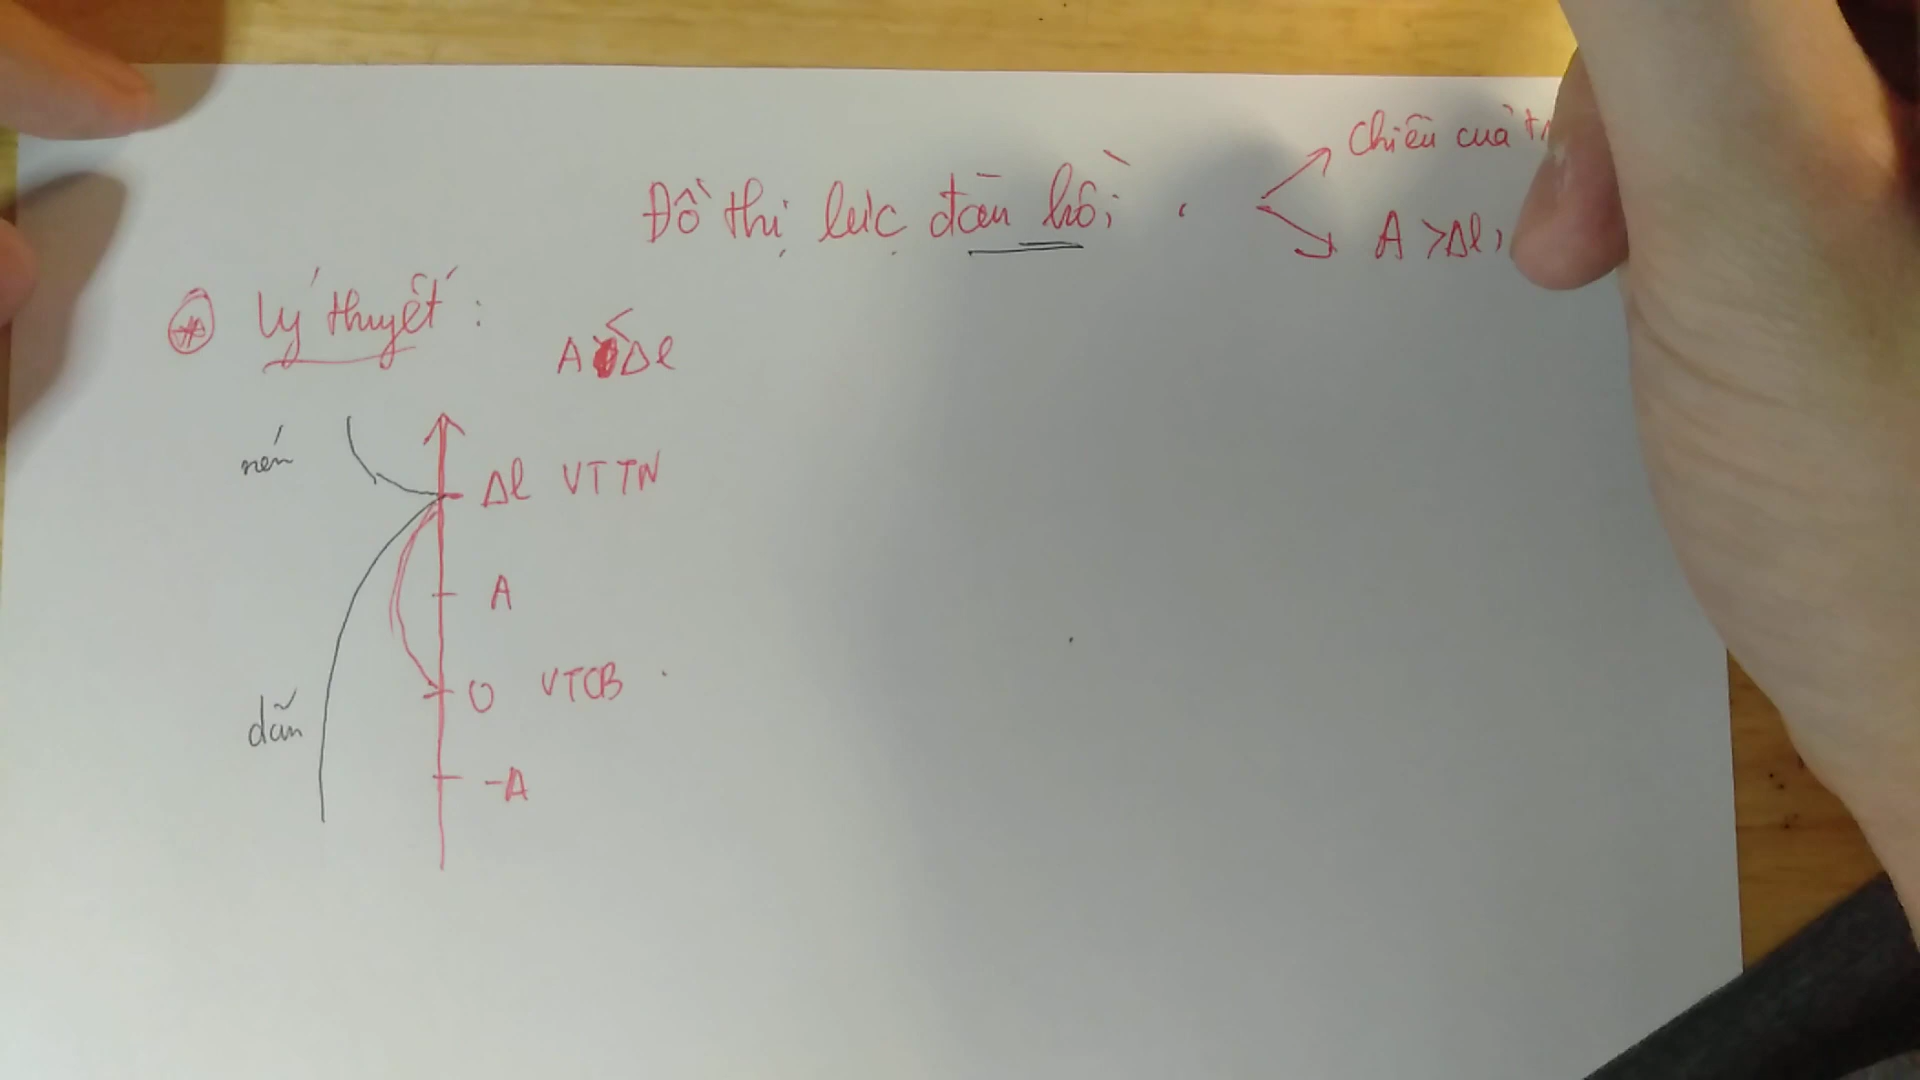 Chiều của
Đồ thị lực đàn hồi.
A > Δl,
Lý thuyết:
A < Δl
nén
Δl VTTN
A
O VTCB
dãn
-A